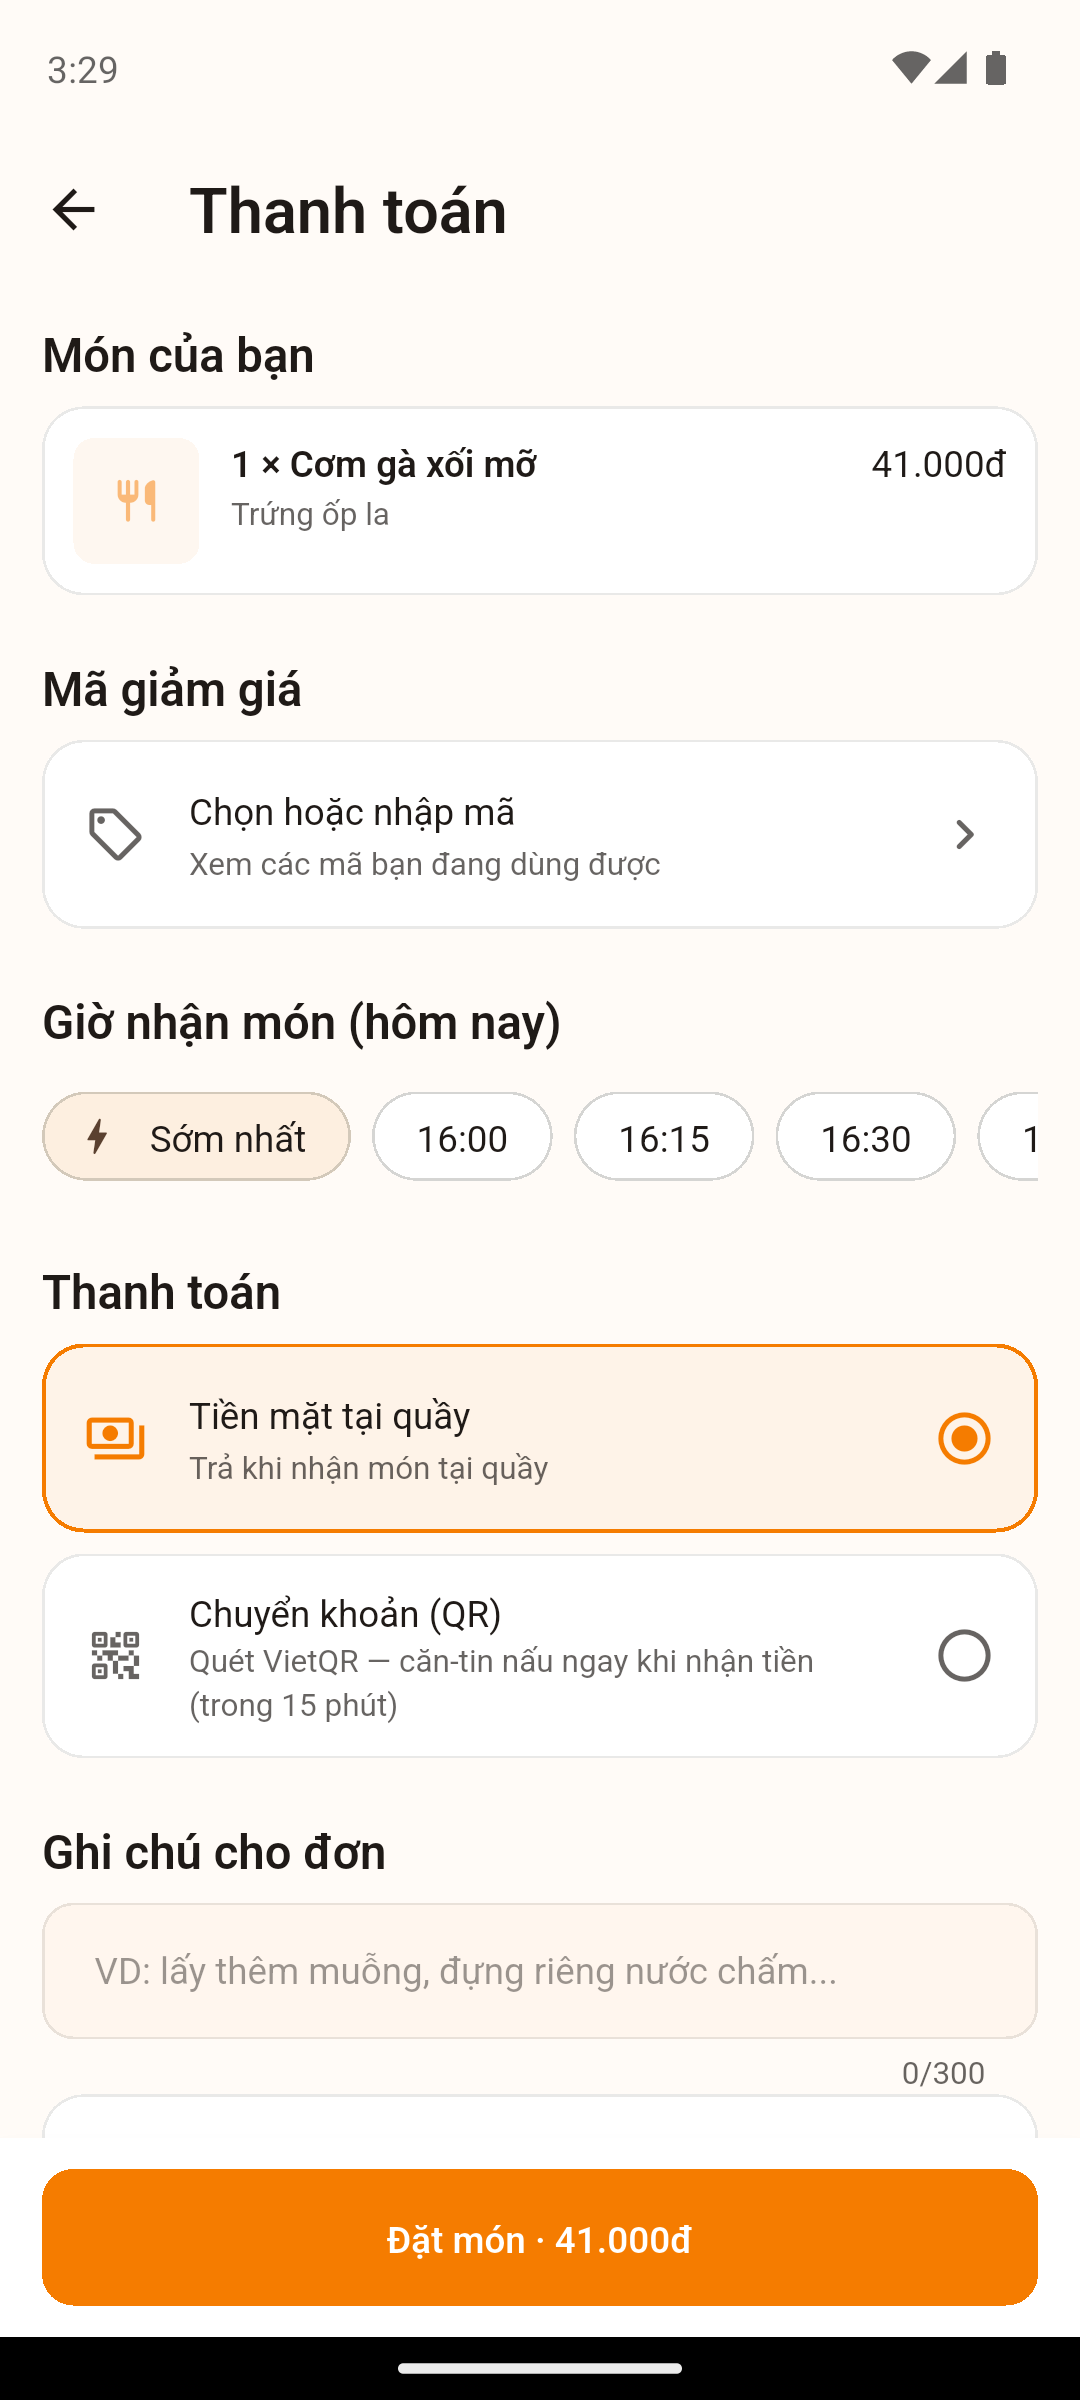 3:29
Thanh toán
Món của bạn
1 × Cơm gà xối mỡ
41.000đ
Trứng ốp la
Mã giảm giá
Chọn hoặc nhập mã
Xem các mã bạn đang dùng được
Giờ nhận món (hôm nay)
Sớm nhất
16:00
16:15
16:30
1
Thanh toán
Tiền mặt tại quầy
Trả khi nhận món tại quầy
Chuyển khoản (QR)
Quét VietQR — căn-tin nấu ngay khi nhận tiền
(trong 15 phút)
Ghi chú cho đơn
VD: lấy thêm muỗng, đựng riêng nước chấm...
0/300
Đặt món · 41.000đ